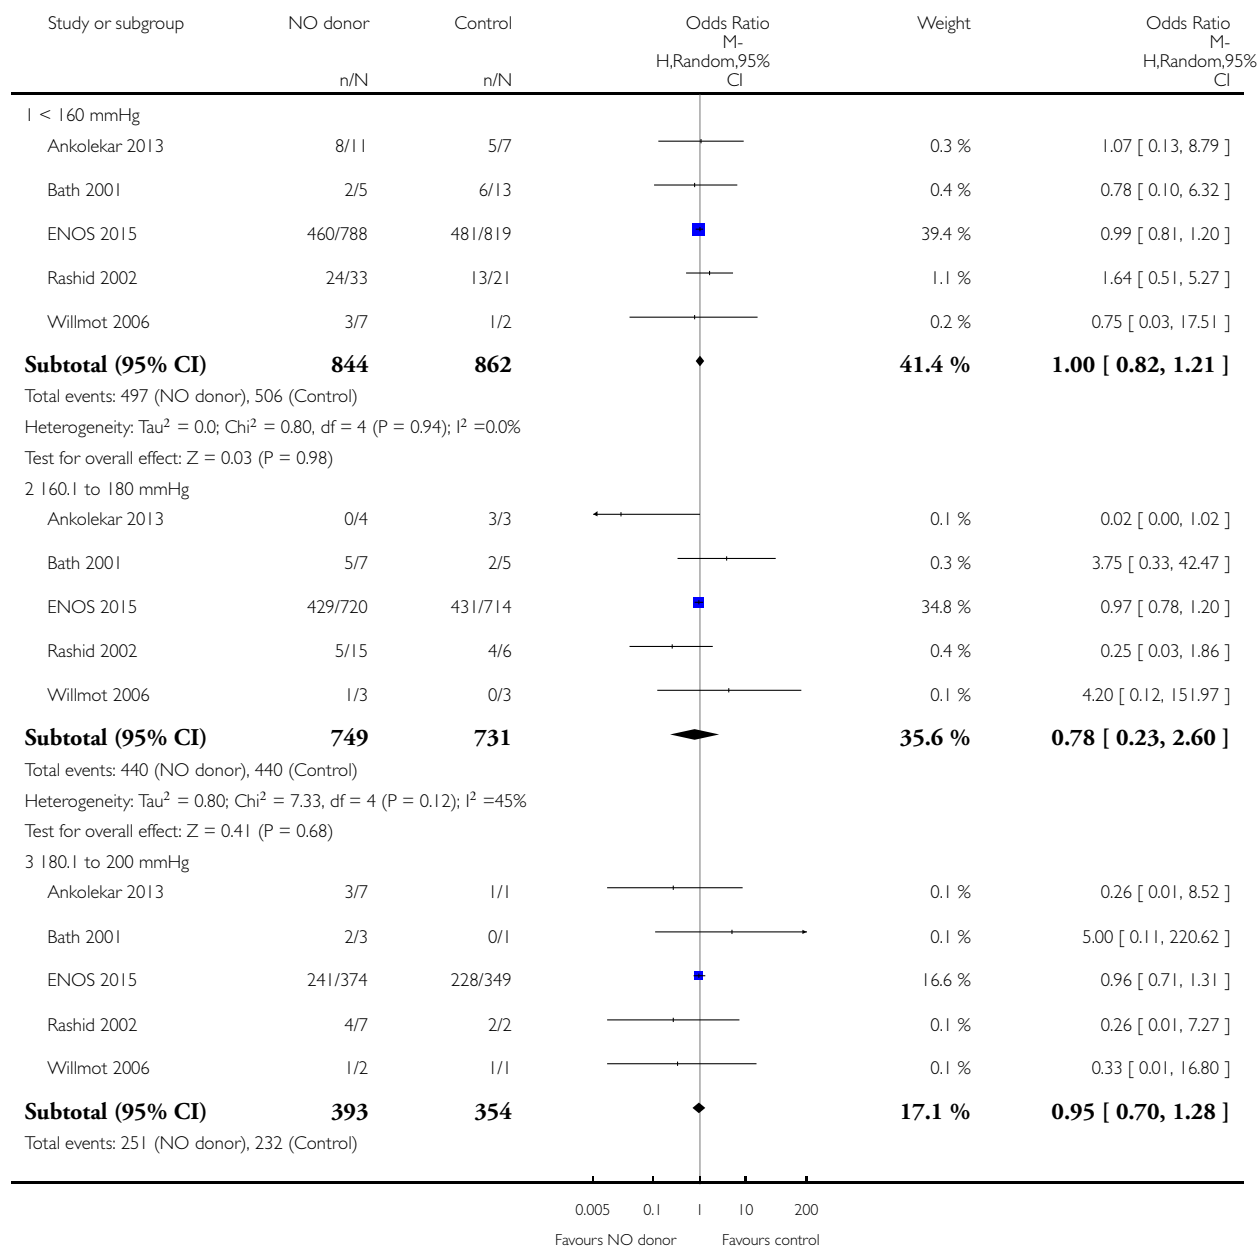 Study or subgroup NO donor Control Odds Ratio Weight Odds Ratio
M- M-
H,Random,95% H,Random,95%
n/N n/N CI CI
1 < 160 mmHg
Ankolekar 2013 8/11 5/7 0.3 % 1.07 [ 0.13, 8.79 ]
Bath 2001 2/5 6/13 0.4 % 0.78 [ 0.10, 6.32 ]
ENOS 2015 460/788 481/819 39.4 % 0.99 [ 0.81, 1.20 ]
Rashid 2002 24/33 13/21 1.1 % 1.64 [ 0.51, 5.27 ]
Willmot 2006 3/7 1/2 0.2 % 0.75 [ 0.03, 17.51 ]
Subtotal (95% CI) 844 862 41.4 % 1.00 [ 0.82, 1.21 ]
Total events: 497 (NO donor), 506 (Control)
Heterogeneity: Tau² = 0.0; Chi² = 0.80, df = 4 (P = 0.94); I² =0.0%
Test for overall effect: Z = 0.03 (P = 0.98)
2 160.1 to 180 mmHg
Ankolekar 2013 0/4 3/3 0.1 % 0.02 [ 0.00, 1.02 ]
Bath 2001 5/7 2/5 0.3 % 3.75 [ 0.33, 42.47 ]
ENOS 2015 429/720 431/714 34.8 % 0.97 [ 0.78, 1.20 ]
Rashid 2002 5/15 4/6 0.4 % 0.25 [ 0.03, 1.86 ]
Willmot 2006 1/3 0/3 0.1 % 4.20 [ 0.12, 151.97 ]
Subtotal (95% CI) 749 731 35.6 % 0.78 [ 0.23, 2.60 ]
Total events: 440 (NO donor), 440 (Control)
Heterogeneity: Tau² = 0.80; Chi² = 7.33, df = 4 (P = 0.12); I² =45%
Test for overall effect: Z = 0.41 (P = 0.68)
3 180.1 to 200 mmHg
Ankolekar 2013 3/7 1/1 0.1 % 0.26 [ 0.01, 8.52 ]
Bath 2001 2/3 0/1 0.1 % 5.00 [ 0.11, 220.62 ]
ENOS 2015 241/374 228/349 16.6 % 0.96 [ 0.71, 1.31 ]
Rashid 2002 4/7 2/2 0.1 % 0.26 [ 0.01, 7.27 ]
Willmot 2006 1/2 1/1 0.1 % 0.33 [ 0.01, 16.80 ]
Subtotal (95% CI) 393 354 17.1 % 0.95 [ 0.70, 1.28 ]
Total events: 251 (NO donor), 232 (Control)
0.005 0.1 1 10 200
Favours NO donor Favours control